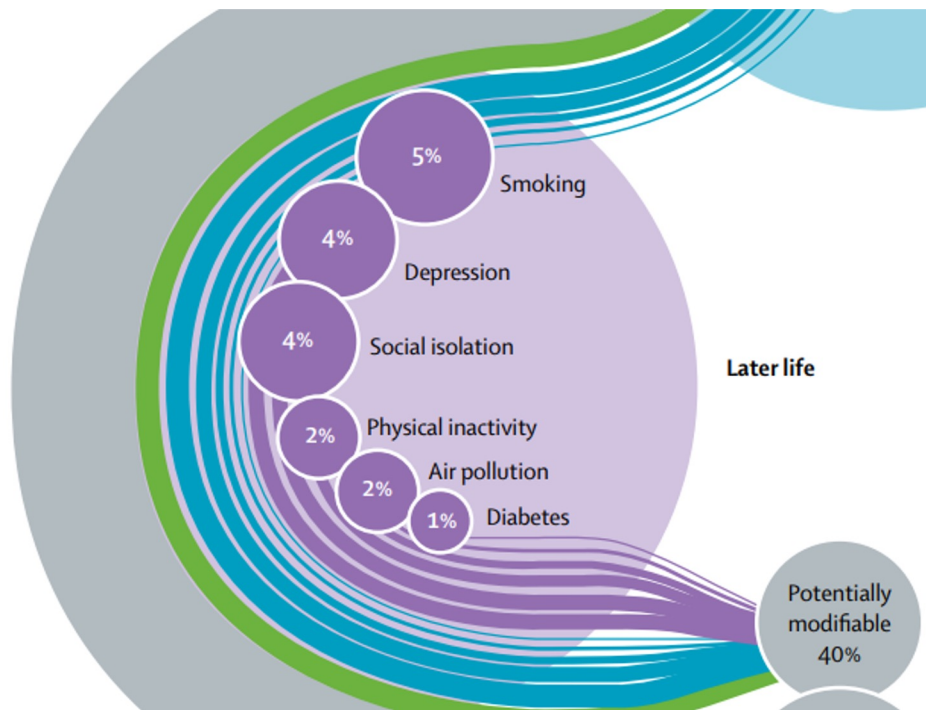 5%
Smoking
4%
Depression
4%
Social isolation
Later life
2%
Physical inactivity
2%
Air pollution
1%
Diabetes
Potentially
modifiable
40%